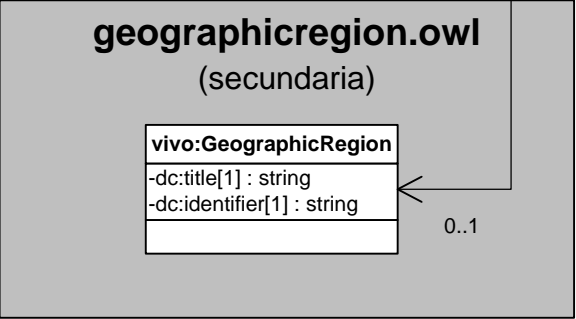 geographicregion.owl
(secundaria)
vivo:GeographicRegion
-dc:title[1] : string
-dc:identifier[1] : string
0..1